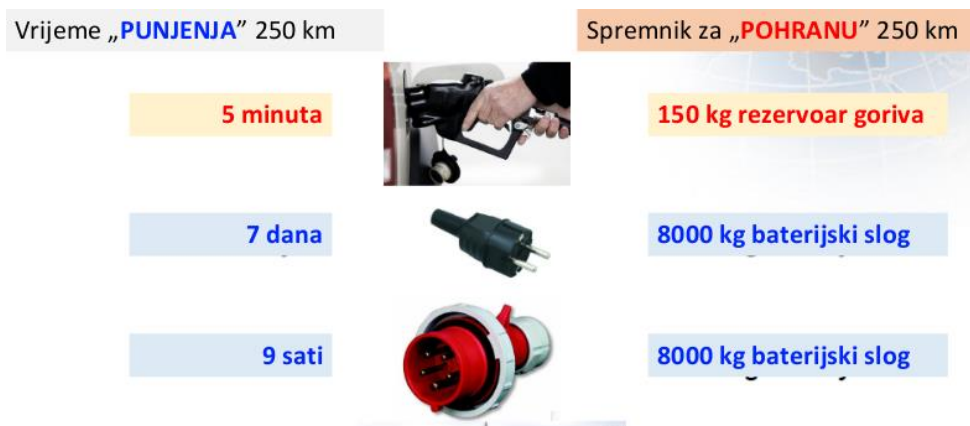 Vrijeme „PUNJENJA” 250 km
Spremnik za „POHRANU” 250 km
5 minuta
150 kg rezervoar goriva
7 dana
8000 kg baterijski slog
9 sati
8000 kg baterijski slog